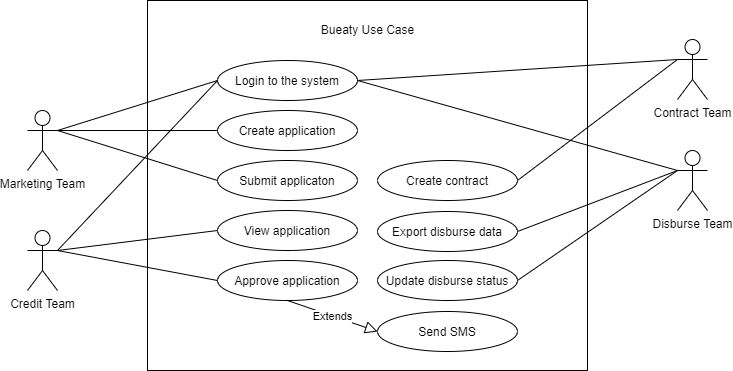 Bueaty Use Case
Login to the system
Create application
Submit applicaton
View application
Approve application
Create contract
Export disburse data
Update disburse status
Extends
Send SMS
Marketing Team
Credit Team
Contract Team
Disburse Team